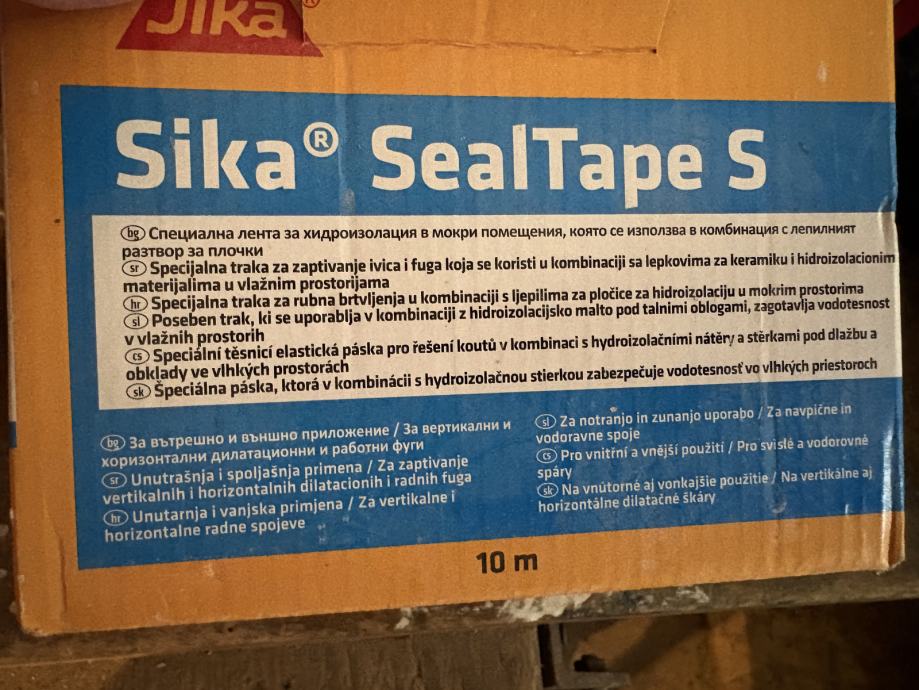 Sika®
Sika® SealTape S
bg Специална лента за хидроизолация в мокри помещения, която се използва в комбинация с лепилният
разтвор за плочки
sr Specijalna traka za zaptivanje ivica i fuga koja se koristi u kombinaciji sa lepkovima za keramiku i hidroizolacionim
materijalima u vlažnim prostorijama
hr Specijalna traka za rubna brtvljenja u kombinaciji s ljepilima za pločice za hidroizolaciju u mokrim prostorima
sl Poseben trak, ki se uporablja v kombinaciji z hidroizolacijsko malto pod talnimi oblogami, zagotavlja vodotesnost
v vlažnih prostorih
cs Speciální těsnicí elastická páska pro řešení koutů v kombinaci s hydroizolačními nátěry a stěrkami pod dlažbu a
obklady ve vlhkých prostorách
sk Špeciálna páska, ktorá v kombinácii s hydroizolačnou stierkou zabezpečuje vodotesnosť vo vlhkých priestoroch
bg За вътрешно и външно приложение / За вертикални и
хоризонтални дилатационни и работни фуги
sr Unutrašnja i spoljašnja primena / Za zaptivanje
vertikalnlh i horizontalnih dilatacionih i radnih fuga
hr Unutarnja i vanjska primjena / Za vertikalne i
horizontalne radne spojeve
sl Za notranjo in zunanjo uporabo / Za navpične in
vodoravne spoje
cs Pro vnitřní a vnější použití / Pro svislé a vodorovné
spáry
sk Na vnútorné aj vonkajšie použitie / Na vertikálne aj
horizontálne dilatačné škáry
10 m